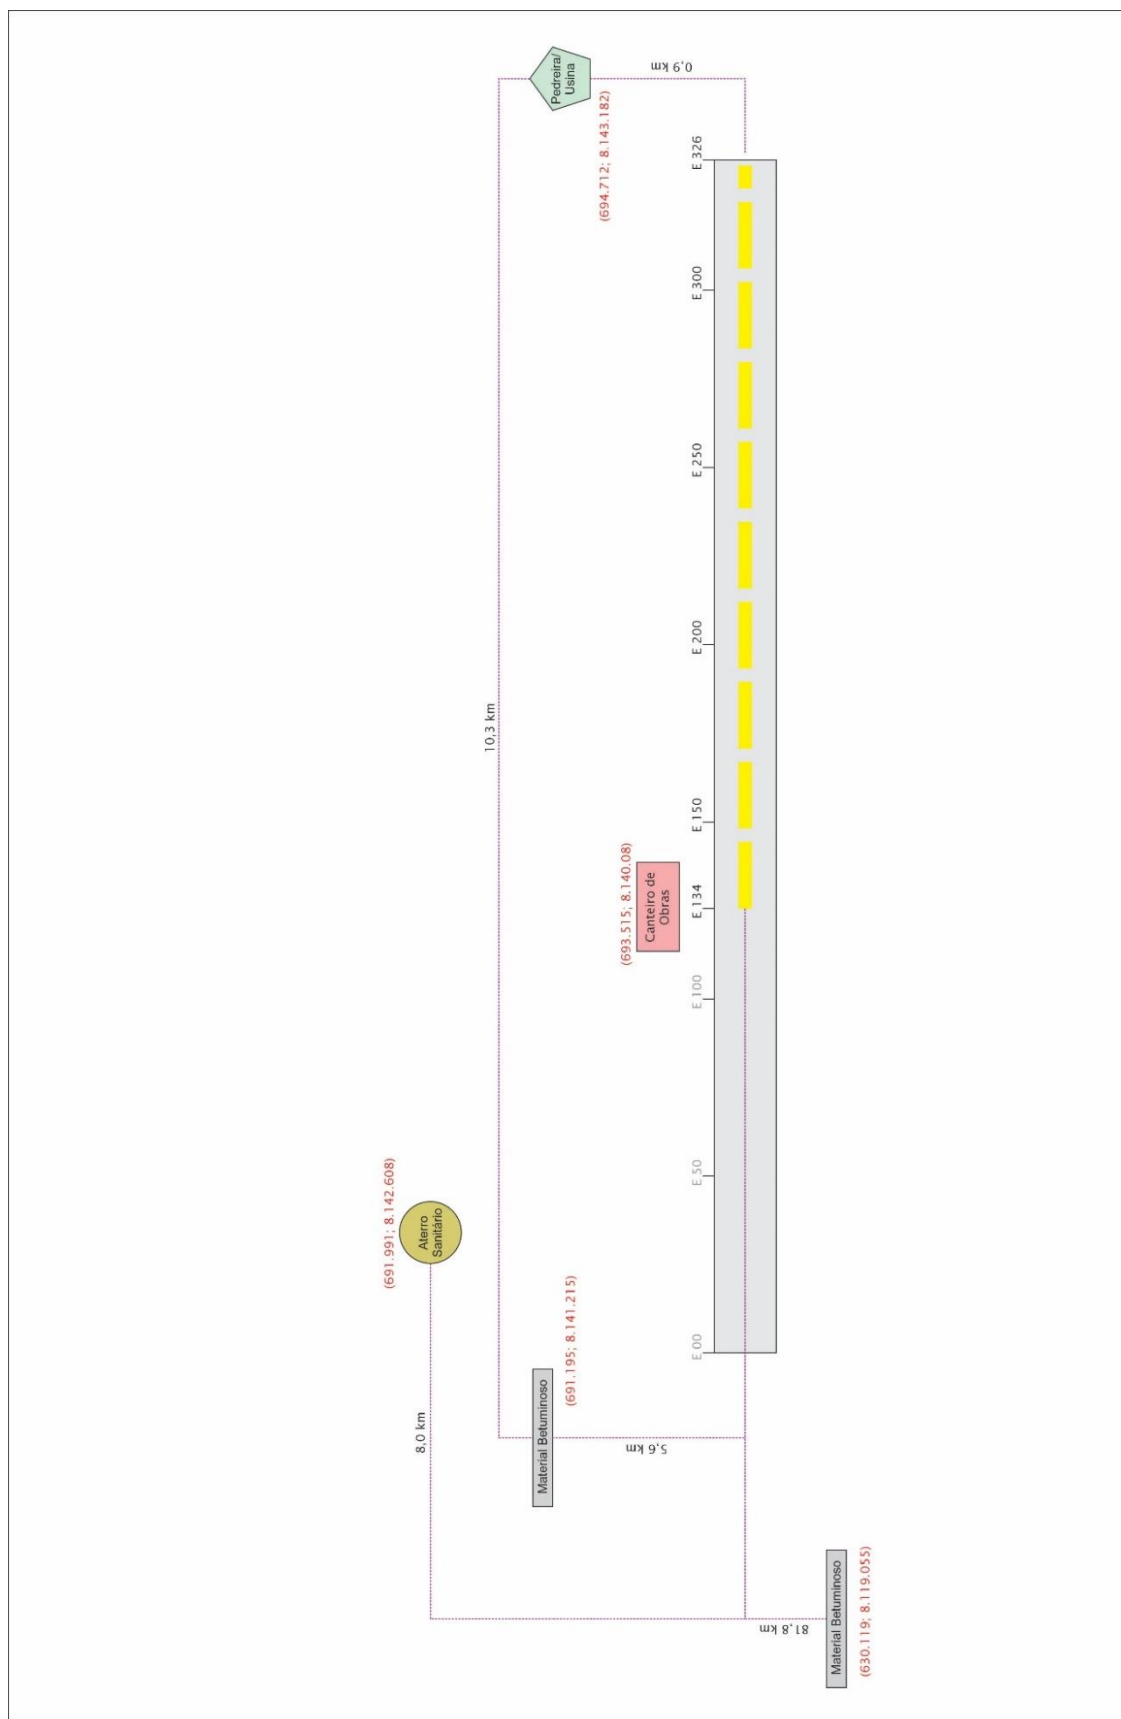 Pedreira/
Usina
(694.712; 8.143.182)
0,9 km
10,3 km
E 326
E 300
E 250
E 200
E 150
E 134
E 100
E 50
E 00
(693.515; 8.140.08)
Canteiro de
Obras
(691.991; 8.142.608)
Aterro
Sanitário
8,0 km
Material Betuminoso
(691.195; 8.141.215)
5,6 km
81,8 km
Material Betuminoso
(630.119; 8.119.055)